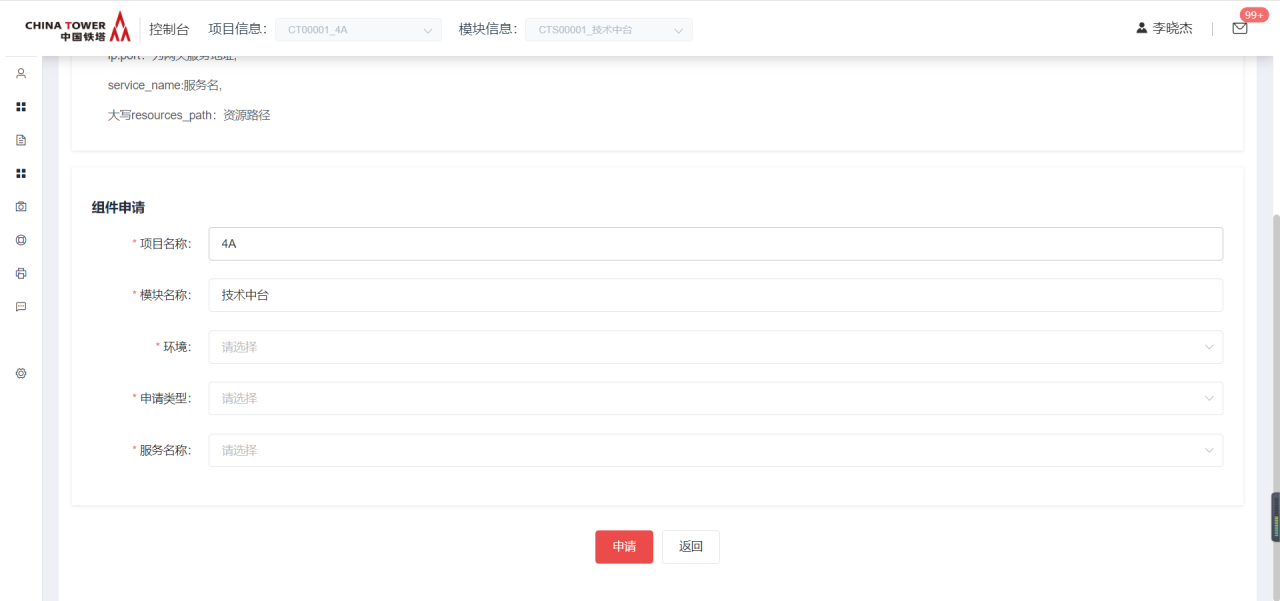 CHINA TOWER
中国铁塔
控制台
项目信息：
CT00001_4A
模块信息：
CTS00001_技术中台
李晓杰
99+
ip:port：为网关服务地址,
service_name:服务名,
大写resources_path：资源路径
组件申请
* 项目名称：
4A
* 模块名称：
技术中台
* 环境：
请选择
* 申请类型：
请选择
* 服务名称：
请选择
申请
返回